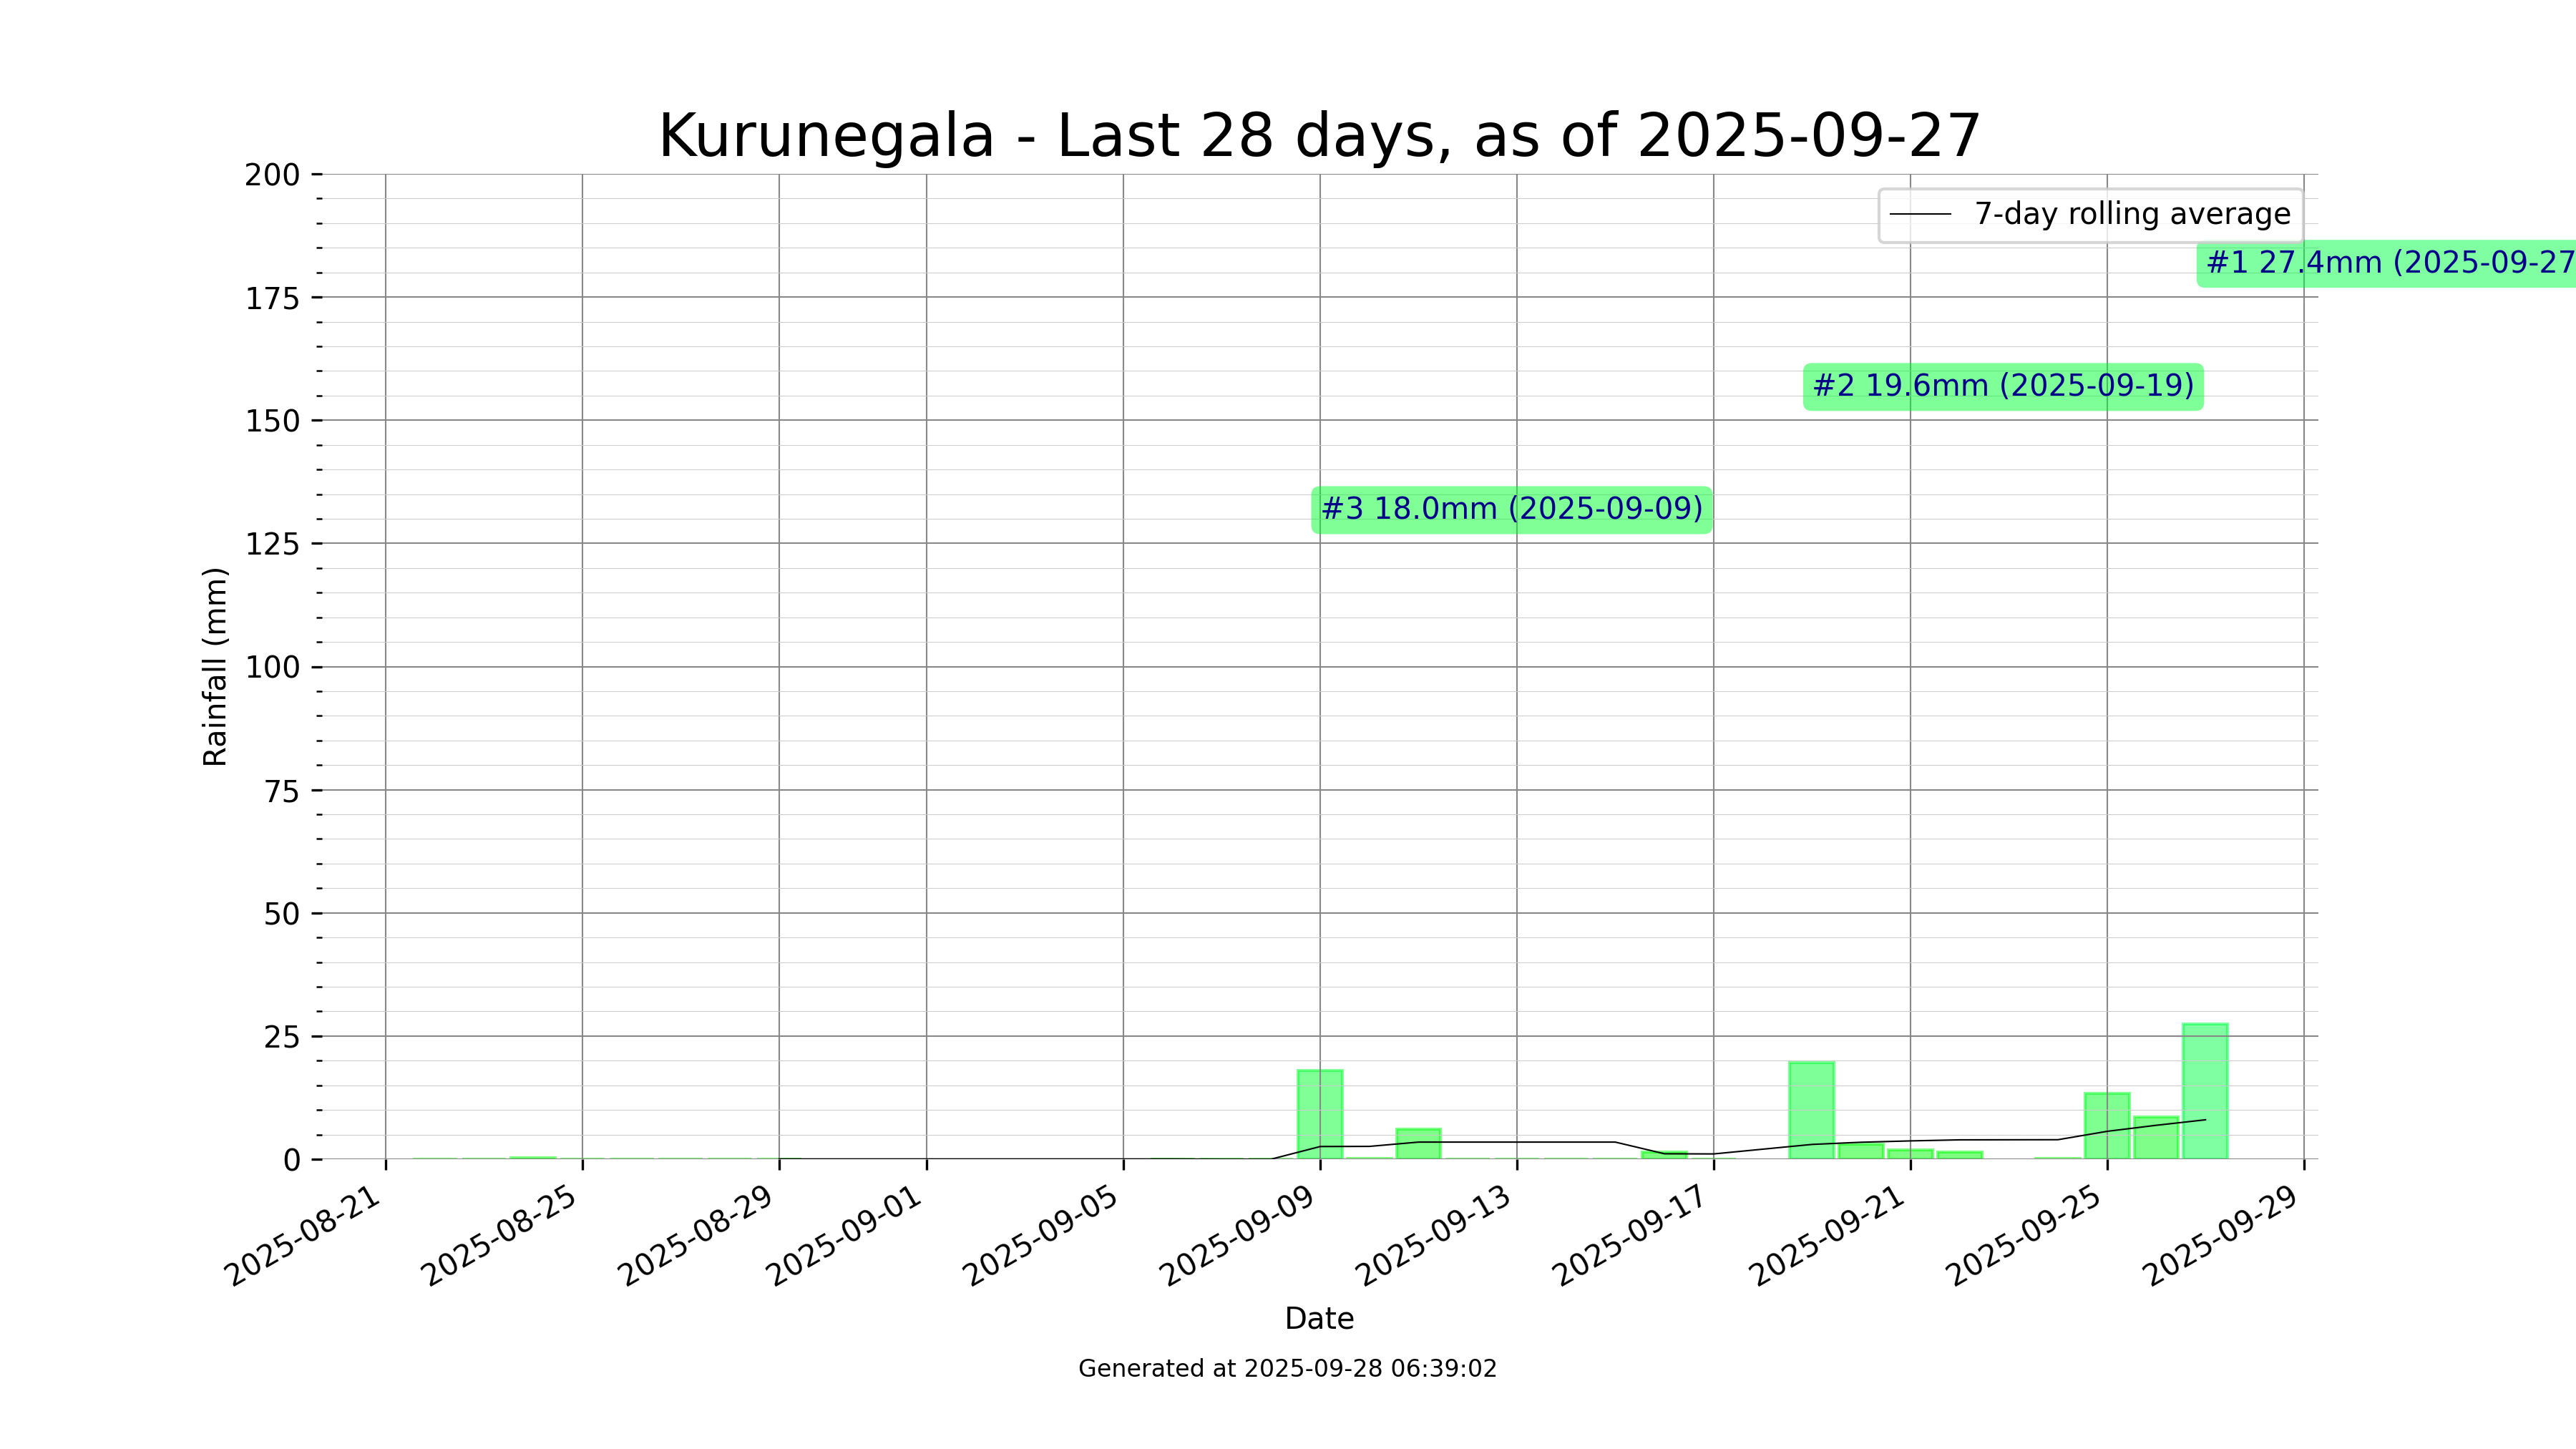 Kurunegala - Last 28 days, as of 2025-09-27
7-day rolling average
#1 27.4mm (2025-09-27
#2 19.6mm (2025-09-19)
#3 18.0mm (2025-09-09)
Rainfall (mm)
200
175
150
125
100
75
50
25
0
2025-08-21
2025-08-25
2025-08-29
2025-09-01
2025-09-05
2025-09-09
2025-09-13
2025-09-17
2025-09-21
2025-09-25
2025-09-29
Date
Generated at 2025-09-28 06:39:02